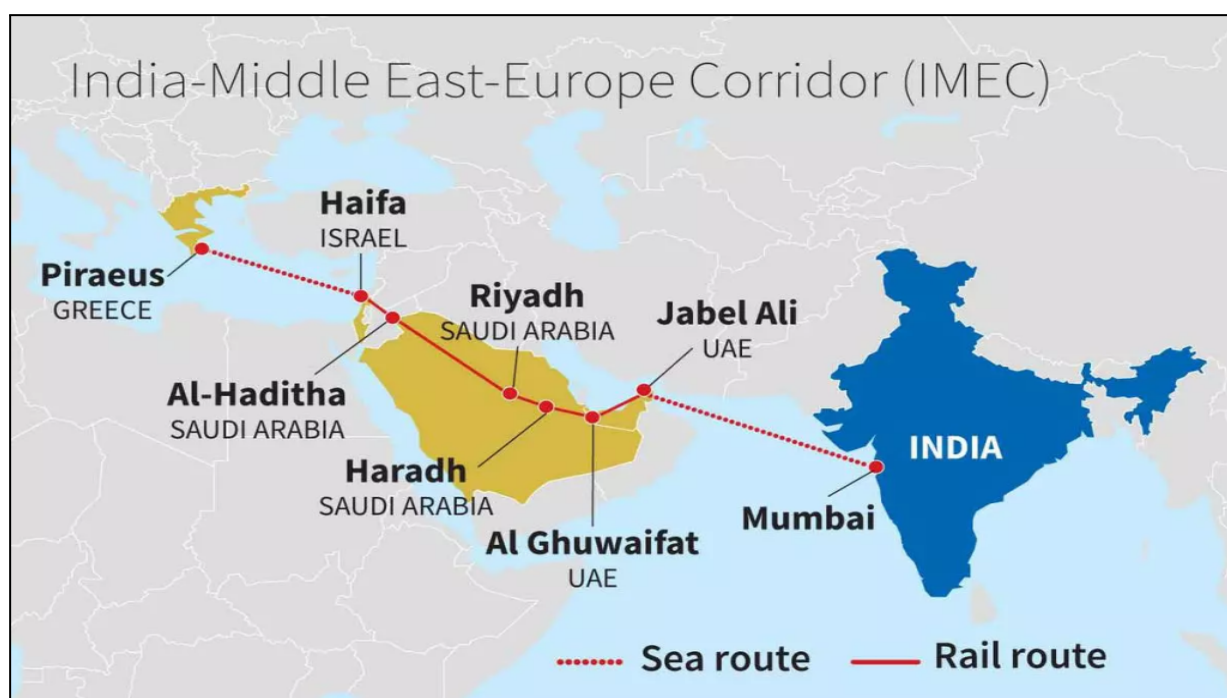 India-Middle East-Europe Corridor (IMEC)
Haifa
ISRAEL
Piraeus
GREECE
Riyadh
SAUDI ARABIA
Jabel Ali
UAE
Al-Haditha
SAUDI ARABIA
Haradh
SAUDI ARABIA
INDIA
Mumbai
Al Ghuwaifat
UAE
Sea route
Rail route